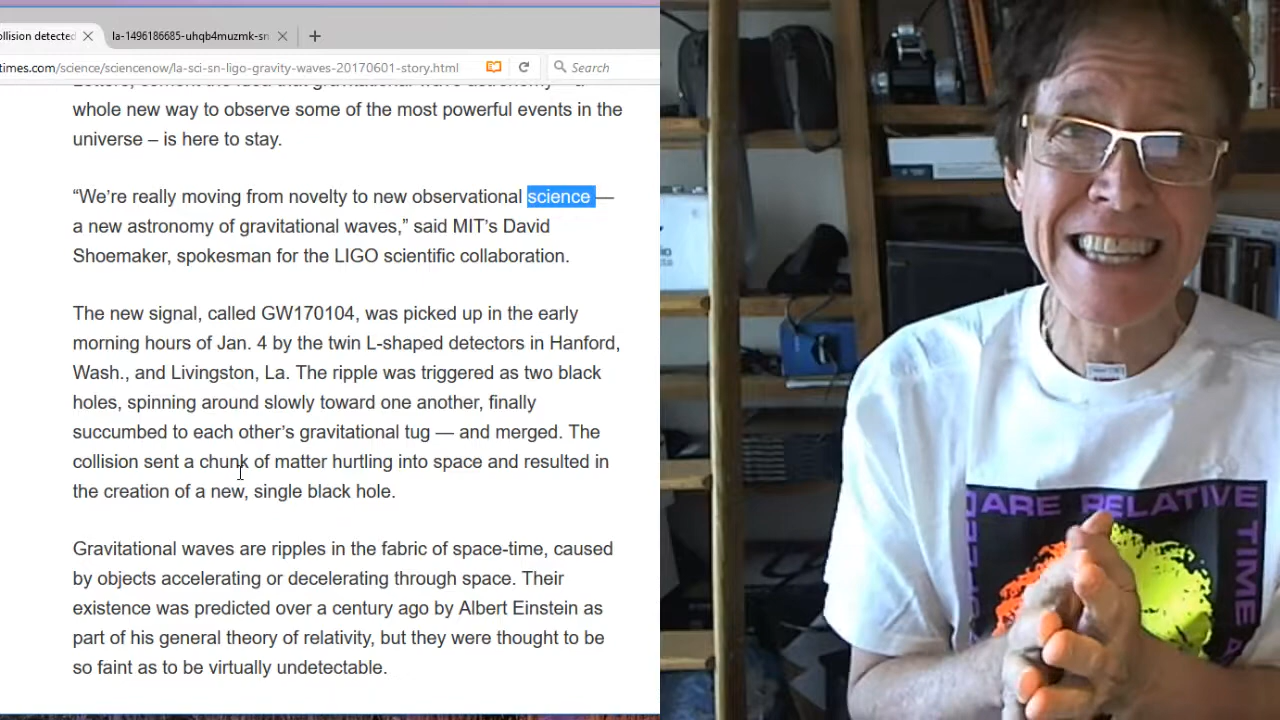 ollision detected
la-1496186685-uhqb4muzmk-sn
times.com/science/sciencenow/la-sci-sn-ligo-gravity-waves-20170601-story.html
Search
whole new way to observe some of the most powerful events in the
universe – is here to stay.
“We’re really moving from novelty to new observational science —
a new astronomy of gravitational waves,” said MIT’s David
Shoemaker, spokesman for the LIGO scientific collaboration.
The new signal, called GW170104, was picked up in the early
morning hours of Jan. 4 by the twin L-shaped detectors in Hanford,
Wash., and Livingston, La. The ripple was triggered as two black
holes, spinning around slowly toward one another, finally
succumbed to each other’s gravitational tug — and merged. The
collision sent a chunk of matter hurtling into space and resulted in
the creation of a new, single black hole.
Gravitational waves are ripples in the fabric of space-time, caused
by objects accelerating or decelerating through space. Their
existence was predicted over a century ago by Albert Einstein as
part of his general theory of relativity, but they were thought to be
so faint as to be virtually undetectable.
RELATIVE
TIME